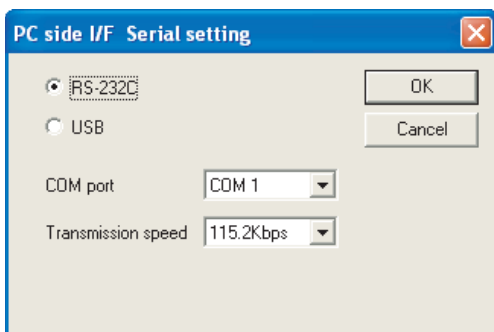 PC side I/F  Serial setting
RS-232C
OK
USB
Cancel
COM port
COM 1
Transmission speed
115.2Kbps